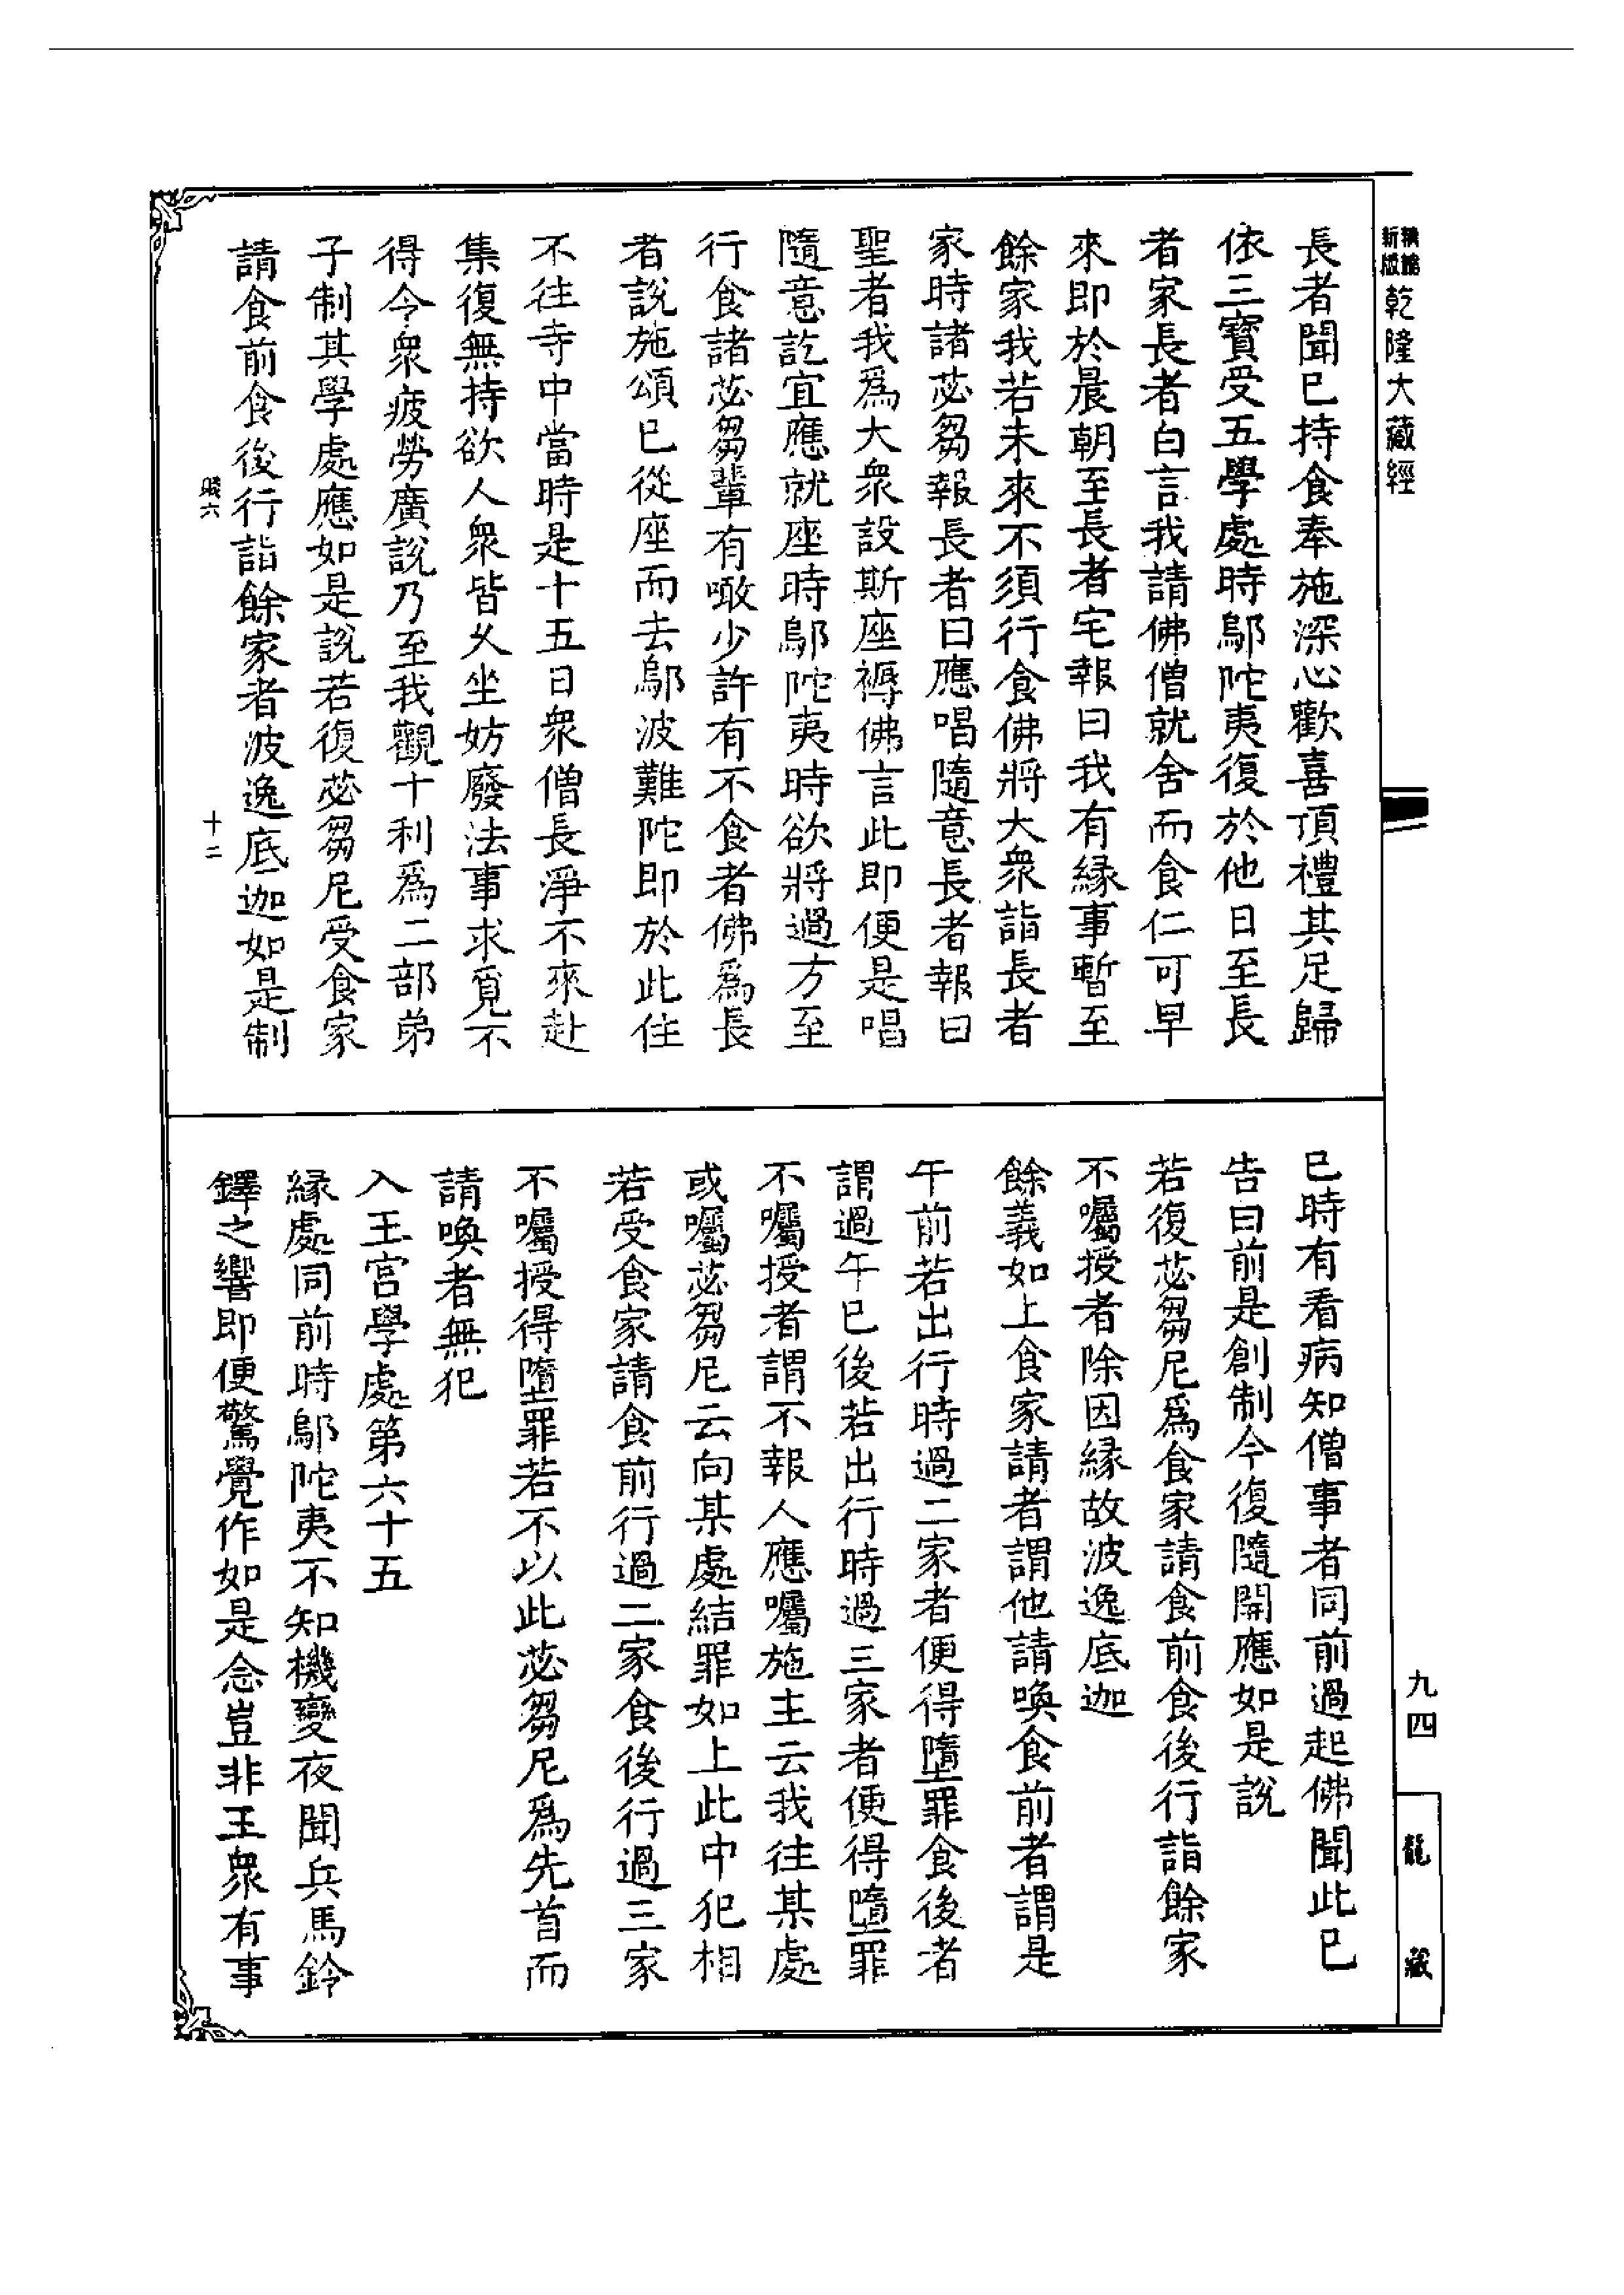 新編
新版
乾隆大藏經
長者聞已持食奉施深心歡喜頂禮其足歸
依三寶受五學處時鄔陀夷復於他日至長
者家長者白言我請佛僧就舍而食仁可早
來即於晨朝至長者宅報曰我有緣事暫至
餘家我若未來不須行食佛將大衆詣長者
家時諸苾芻報長者曰應唱隨意長者報曰
聖者我爲大衆設斯座褥佛言此即便是唱
隨意訖宜應就座時鄔陀夷時欲將過方至
行食諸苾芻輩有噉少許有不食者佛爲長
者說施頌已從座而去鄔波難陀即於此住
不往寺中當時是十五日衆僧長淨不來赴
集復無持欲人衆皆久坐妨廢法事求覓不
得令衆疲勞廣說乃至我觀十利爲二部弟
子制其學處應如是說若復苾芻尼受食家
請食前食後行詣餘家者波逸底迦如是制
六
十二
已時有看病知僧事者同前過起佛聞此已
告曰前是創制今復隨開應如是說
若復苾芻尼爲食家請食前食後行詣餘家
不囑授者除因緣故波逸底迦
餘義如上食家請者謂他請喚食前者謂是
午前若出行時過二家者便得墮罪食後者
謂過午已後若出行時過三家者便得墮罪
不囑授者謂不報人應囑施主云我往某處
或囑苾芻尼云向某處結罪如上此中犯相
若受食家請食前行過二家食後行過三家
不囑授得墮罪若不以此苾芻尼爲先首而
請喚者無犯
入王宮學處第六十五
緣處同前時鄔陀夷不知機變夜聞兵馬鈴
鐸之響即便驚覺作如是念豈非王衆有事
九四
龍藏